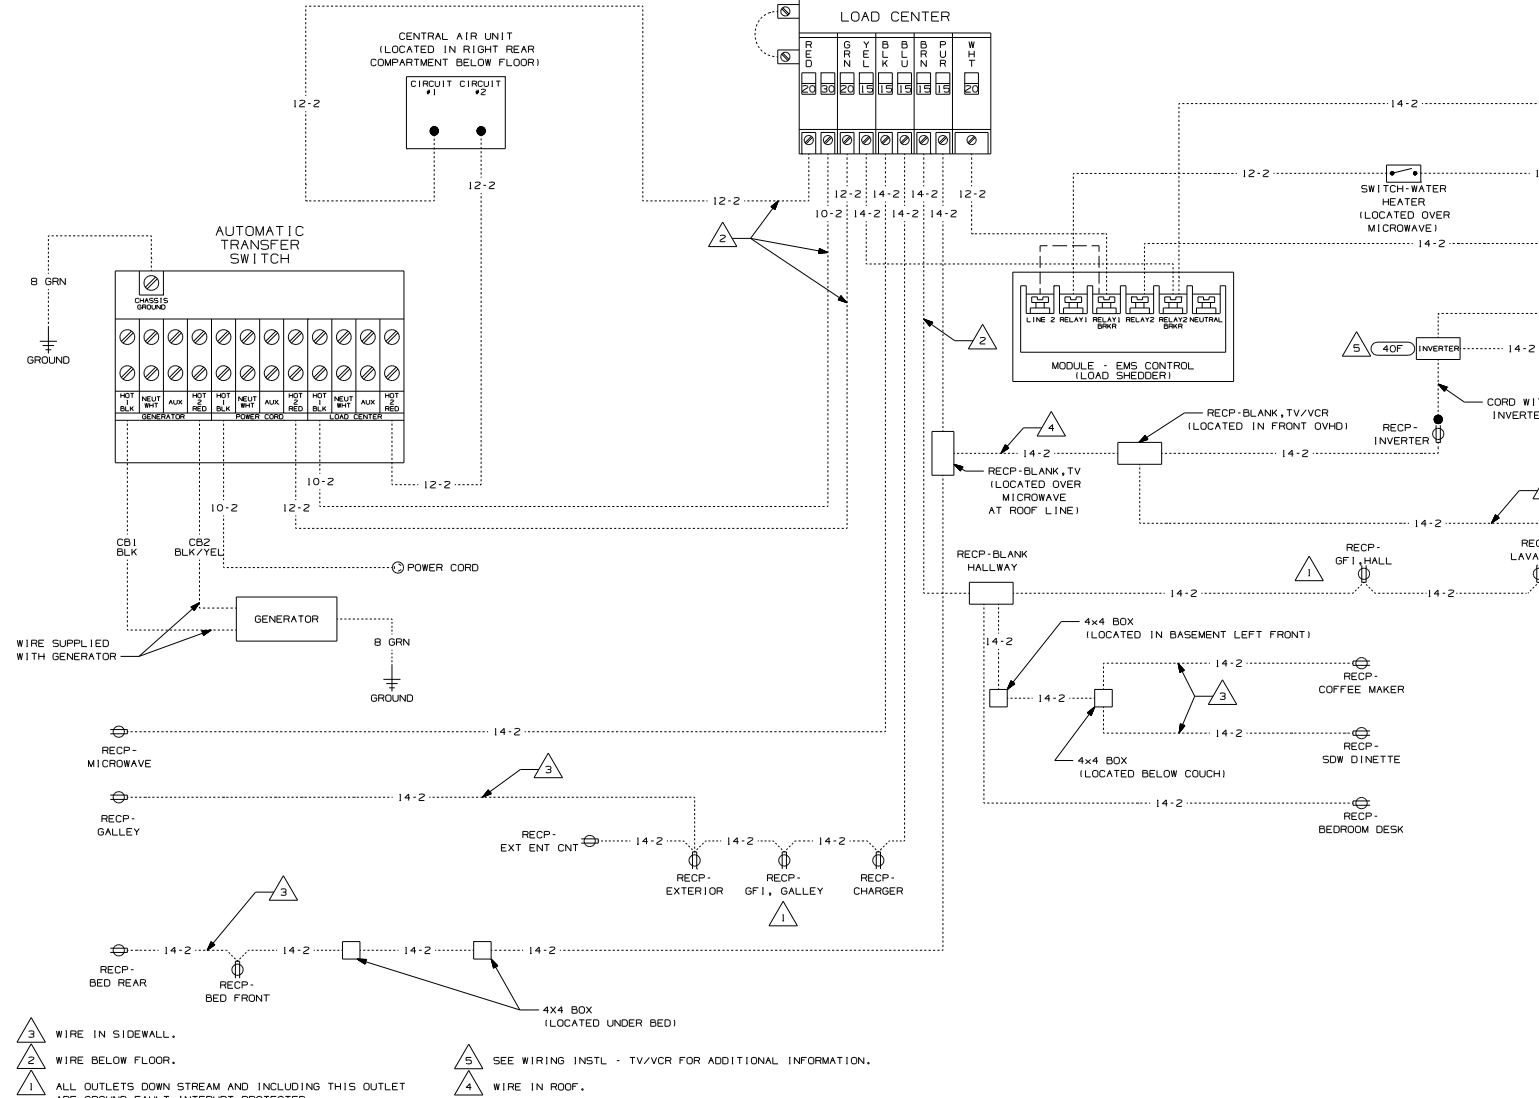 LOAD CENTER
CENTRAL AIR UNIT
(LOCATED IN RIGHT REAR
COMPARTMENT BELOW FLOOR)
CIRCUIT CIRCUIT
#1 #2
RED GRN YEL BLK BLU BRN PUR WHT
20 30 20 15 15 15 15 15 20
12-2
14-2
12-2
12-2
12-2 14-2 14-2 12-2
12-2
10-2 14-2 14-2 14-2
2
12-2
SWITCH-WATER
HEATER
(LOCATED OVER
MICROWAVE)
14-2
AUTOMATIC
TRANSFER
SWITCH
8 GRN
GROUND
CHASSIS
GROUND
HOT 1 BLK
NEUT WHT
AUX
HOT 2 RED
HOT 1 BLK
NEUT WHT
AUX
HOT 2 RED
HOT 1 BLK
NEUT WHT
AUX
HOT 2 RED
GENERATOR
POWER CORD
LOAD CENTER
LINE 2
RELAY1
RELAY1 BRKR
RELAY2
RELAY2 BRKR
NEUTRAL
MODULE - EMS CONTROL
(LOAD SHEDDER)
2
5
40F
INVERTER
14-2
RECP-
INVERTER
RECP-BLANK,TV/VCR
(LOCATED IN FRONT OVHD)
4
14-2
14-2
RECP-BLANK,TV
(LOCATED OVER
MICROWAVE
AT ROOF LINE)
14-2
10-2
12-2
10-2
12-2
CB1
BLK
CB2
BLK/YEL
POWER CORD
GENERATOR
WIRE SUPPLIED
WITH GENERATOR
8 GRN
GROUND
RECP-BLANK
HALLWAY
14-2
1
RECP-
GFI,HALL
14-2
14-2
4x4 BOX
(LOCATED IN BASEMENT LEFT FRONT)
14-2
14-2
RECP-
COFFEE MAKER
3
14-2
RECP-
SDW DINETTE
4x4 BOX
(LOCATED BELOW COUCH)
14-2
RECP-
BEDROOM DESK
RECP-
MICROWAVE
14-2
3
RECP-
GALLEY
14-2
RECP-
EXT ENT CNT
14-2
14-2
14-2
RECP-
EXTERIOR
RECP-
GFI, GALLEY
RECP-
CHARGER
1
3
14-2
14-2
14-2
14-2
RECP-
BED REAR
RECP-
BED FRONT
4X4 BOX
(LOCATED UNDER BED)
3 WIRE IN SIDEWALL.
2 WIRE BELOW FLOOR.
1 ALL OUTLETS DOWN STREAM AND INCLUDING THIS OUTLET
5 SEE WIRING INSTL - TV/VCR FOR ADDITIONAL INFORMATION.
4 WIRE IN ROOF.